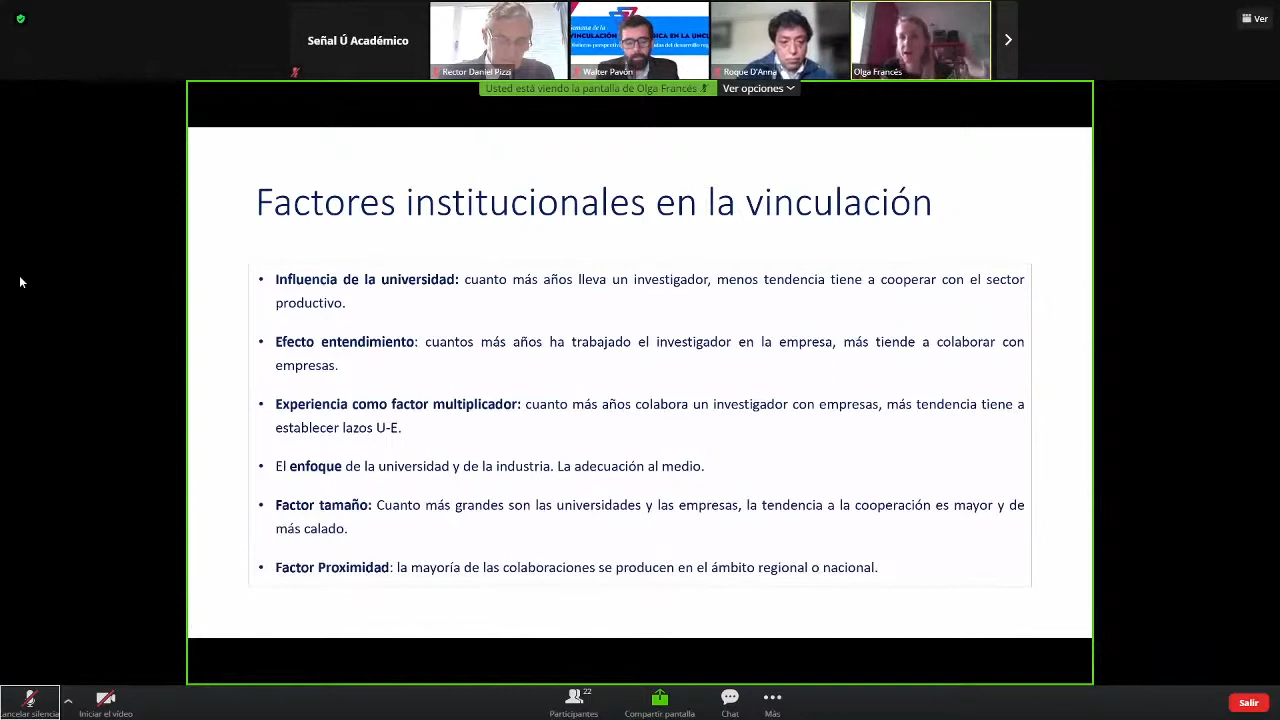 Señal Ú Académico
Rector Daniel Pizzi
Walter Pavón
Roque D'Anna
Olga Francés
Usted está viendo la pantalla de Olga Francés
Ver opciones
Factores institucionales en la vinculación
• Influencia de la universidad: cuanto más años lleva un investigador, menos tendencia tiene a cooperar con el sector
productivo.
• Efecto entendimiento: cuantos más años ha trabajado el investigador en la empresa, más tiende a colaborar con
empresas.
• Experiencia como factor multiplicador: cuanto más años colabora un investigador con empresas, más tendencia tiene a
establecer lazos U-E.
• El enfoque de la universidad y de la industria. La adecuación al medio.
• Factor tamaño: Cuanto más grandes son las universidades y las empresas, la tendencia a la cooperación es mayor y de
más calado.
• Factor Proximidad: la mayoría de las colaboraciones se producen en el ámbito regional o nacional.
Iniciar el vídeo
Participantes
22
Compartir pantalla
Chat
Más
Salir